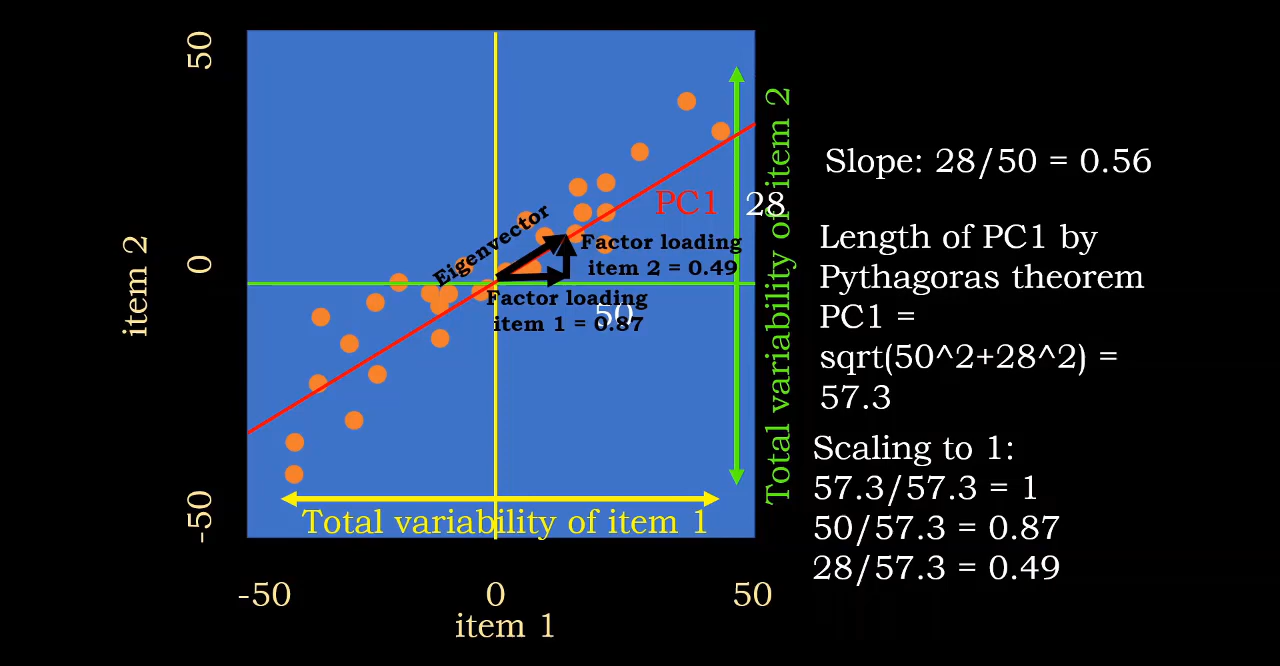 50
0
-50
item 2
-50
0
50
item 1
Eigenvector
PC1
28
Factor loading
item 2 = 0.49
Factor loading
item 1 = 0.87
50
Total variability of item 1
Total variability of item 2
Slope: 28/50 = 0.56
Length of PC1 by
Pythagoras theorem
PC1 =
sqrt(50^2+28^2) =
57.3
Scaling to 1:
57.3/57.3 = 1
50/57.3 = 0.87
28/57.3 = 0.49